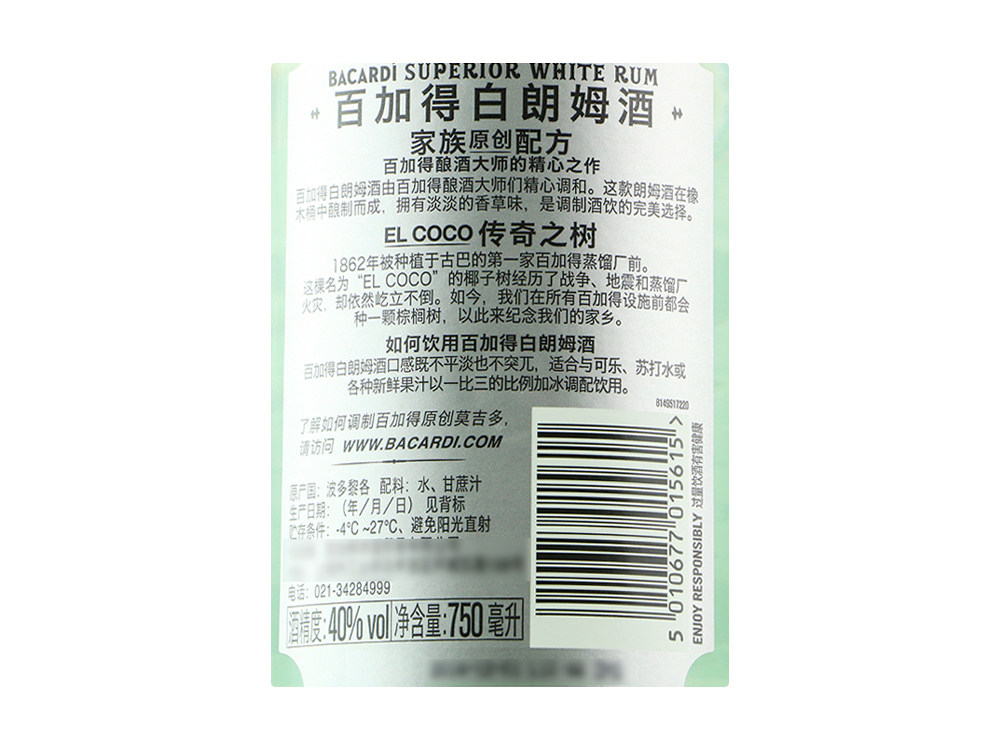 BACARDÍ SUPERIOR WHITE RUM
百加得白朗姆酒
家族原创配方
百加得酿酒大师的精心之作
百加得白朗姆酒由百加得酿酒大师们精心调和。这款朗姆酒在橡
木桶中酿制而成，拥有淡淡的香草味，是调制酒饮的完美选择。
EL COCO 传奇之树
1862年被种植于古巴的第一家百加得蒸馏厂前。
这棵名为“EL COCO”的椰子树经历了战争、地震和蒸馏厂
火灾，却依然屹立不倒。如今，我们在所有百加得设施前都会
种一颗棕榈树，以此来纪念我们的家乡。
如何饮用百加得白朗姆酒
百加得白朗姆酒口感既不平淡也不突兀，适合与可乐、苏打水或
各种新鲜果汁以一比三的比例加冰调配饮用。
814SS17220
了解如何调制百加得原创莫吉多，
请访问 WWW.BACARDI.COM
原产国：波多黎各 配料：水、甘蔗汁
生产日期：（年／月／日） 见背标
贮存条件：-4°C ~27°C、避免阳光直射
电话：021-34284999
酒精度:40% vol 净含量:750 毫升
5 010677 015615 >
ENJOY RESPONSIBLY 过量饮酒有害健康